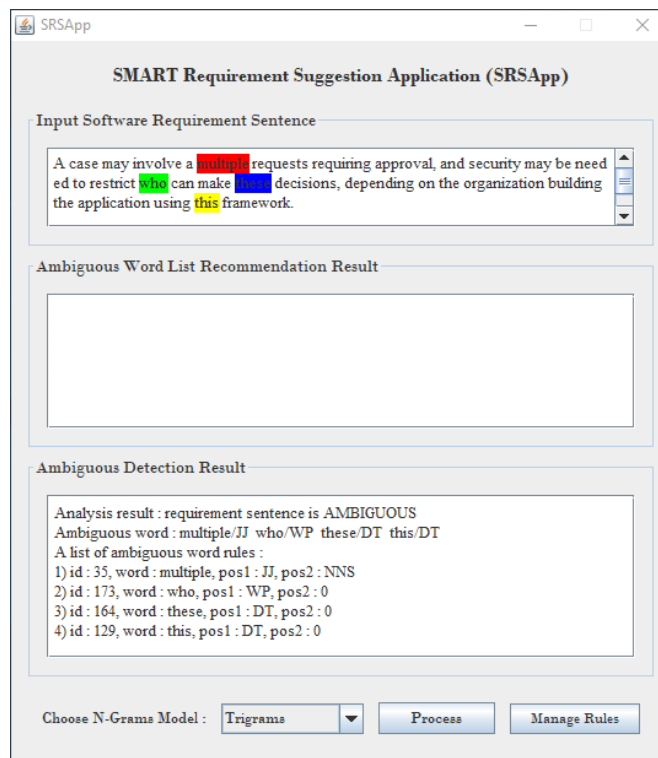 SRSApp
SMART Requirement Suggestion Application (SRSApp)
Input Software Requirement Sentence
A case may involve a multiple requests requiring approval, and security may be need
ed to restrict who can make these decisions, depending on the organization building
the application using this framework.
Ambiguous Word List Recommendation Result
Ambiguous Detection Result
Analysis result : requirement sentence is AMBIGUOUS
Ambiguous word : multiple/JJ who/WP these/DT this/DT
A list of ambiguous word rules :
1) id : 35, word : multiple, pos1 : JJ, pos2 : NNS
2) id : 173, word : who, pos1 : WP, pos2 : 0
3) id : 164, word : these, pos1 : DT, pos2 : 0
4) id : 129, word : this, pos1 : DT, pos2 : 0
Choose N-Grams Model : Trigrams Process Manage Rules